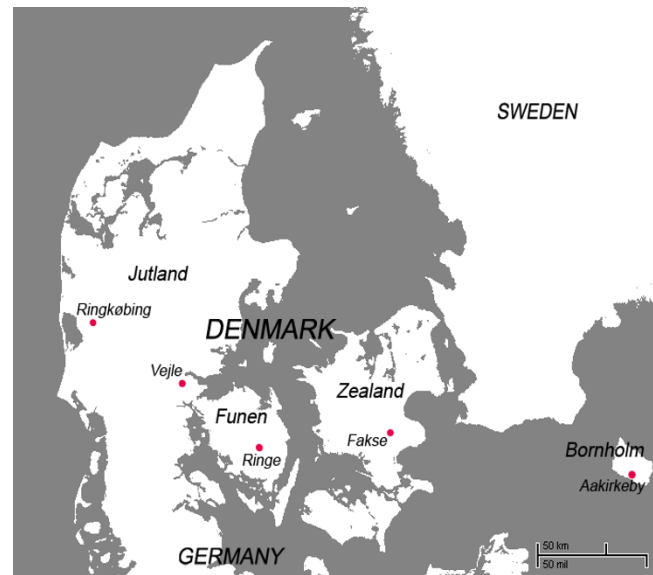 SWEDEN
Jutland
Ringkøbing
DENMARK
Vejle
Zealand
Funen
Fakse
Bornholm
Ringe
Aakirkeby
50 km
GERMANY
50 mil